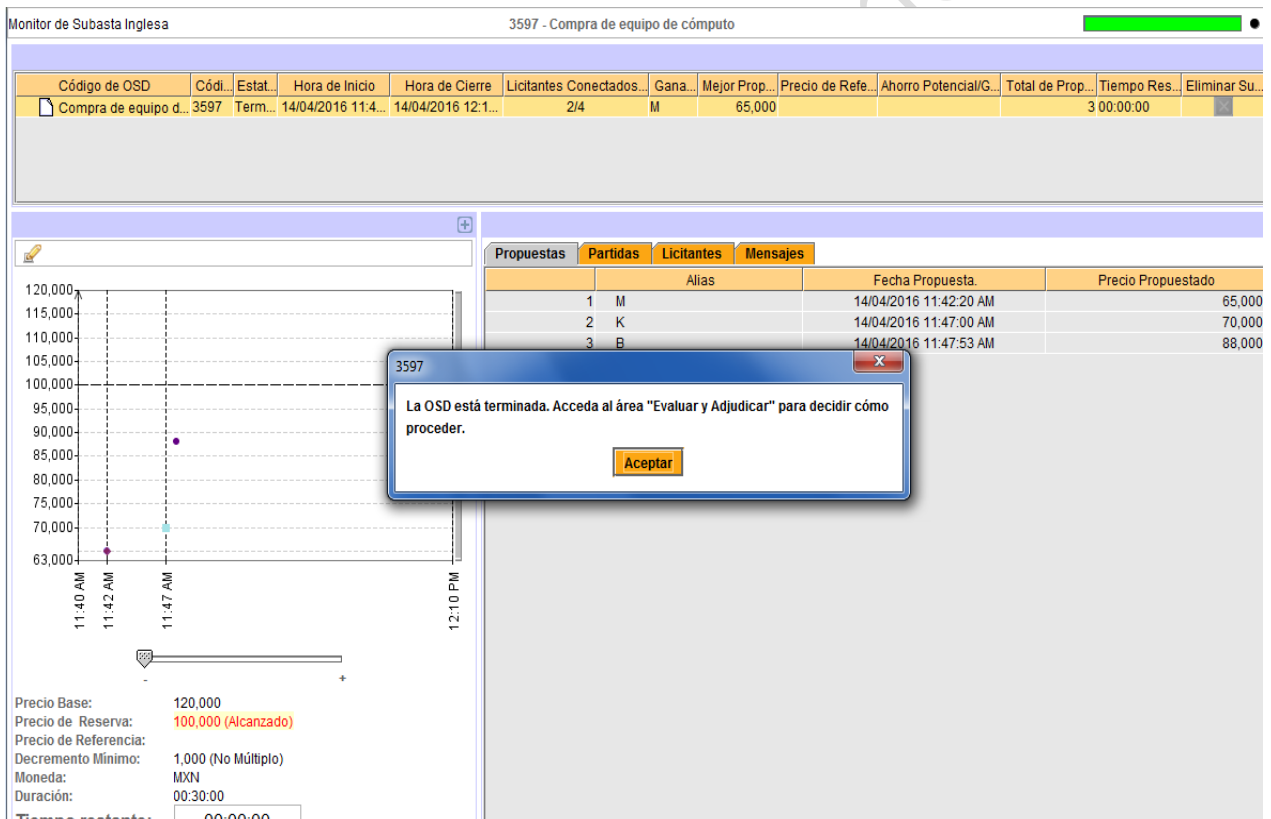 Monitor de Subasta Inglesa 3597 - Compra de equipo de cómputo
Código de OSD Códi... Estat... Hora de Inicio Hora de Cierre Licitantes Conectados... Gana... Mejor Prop... Precio de Refe... Ahorro Potencial/G... Total de Prop... Tiempo Res... Eliminar Su...
Compra de equipo d... 3597 Term... 14/04/2016 11:4... 14/04/2016 12:1... 2/4 M 65,000 3 00:00:00
Propuestas Partidas Licitantes Mensajes
Alias Fecha Propuesta. Precio Propuestado
1 M 14/04/2016 11:42:20 AM 65,000
2 K 14/04/2016 11:47:00 AM 70,000
3 B 14/04/2016 11:47:53 AM 88,000
120,000
115,000
110,000
105,000
100,000
95,000
90,000
85,000
80,000
75,000
70,000
63,000
11:40 AM
11:42 AM
11:47 AM
12:10 PM
3597
La OSD está terminada. Acceda al área "Evaluar y Adjudicar" para decidir cómo
proceder.
Aceptar
- +
Precio Base: 120,000
Precio de Reserva: 100,000 (Alcanzado)
Precio de Referencia:
Decremento Mínimo: 1,000 (No Múltiplo)
Moneda: MXN
Duración: 00:30:00
Tiempo restante: 00:00:00